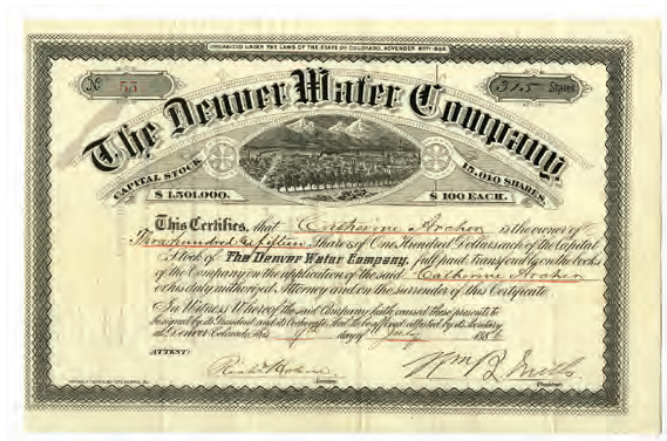 ORGANIZED UNDER THE LAWS OF THE STATE OF COLORADO, NOVEMBER
No 55
315 Shares
The Denver Water Company
CAPITAL STOCK
15,010 SHARES.
$ 1.501.000.
$ 100 EACH.
This Certifies, that Catherine Archer is the owner of
Three hundred & fifteen Shares of One Hundred Dollars each of the Capital
Stock of The Denver Water Company, full paid, transferable on the books
of the Company on the application of the said Catherine Archer
or his duly authorized Attorney and on the surrender of this Certificate.
In Witness Whereof the said Company hath caused these presents to
be signed by its President and its Corporate Seal to be affixed attested by its Secretary
at Denver Colorado this day of July 188
ATTEST:
Secretary.
President.